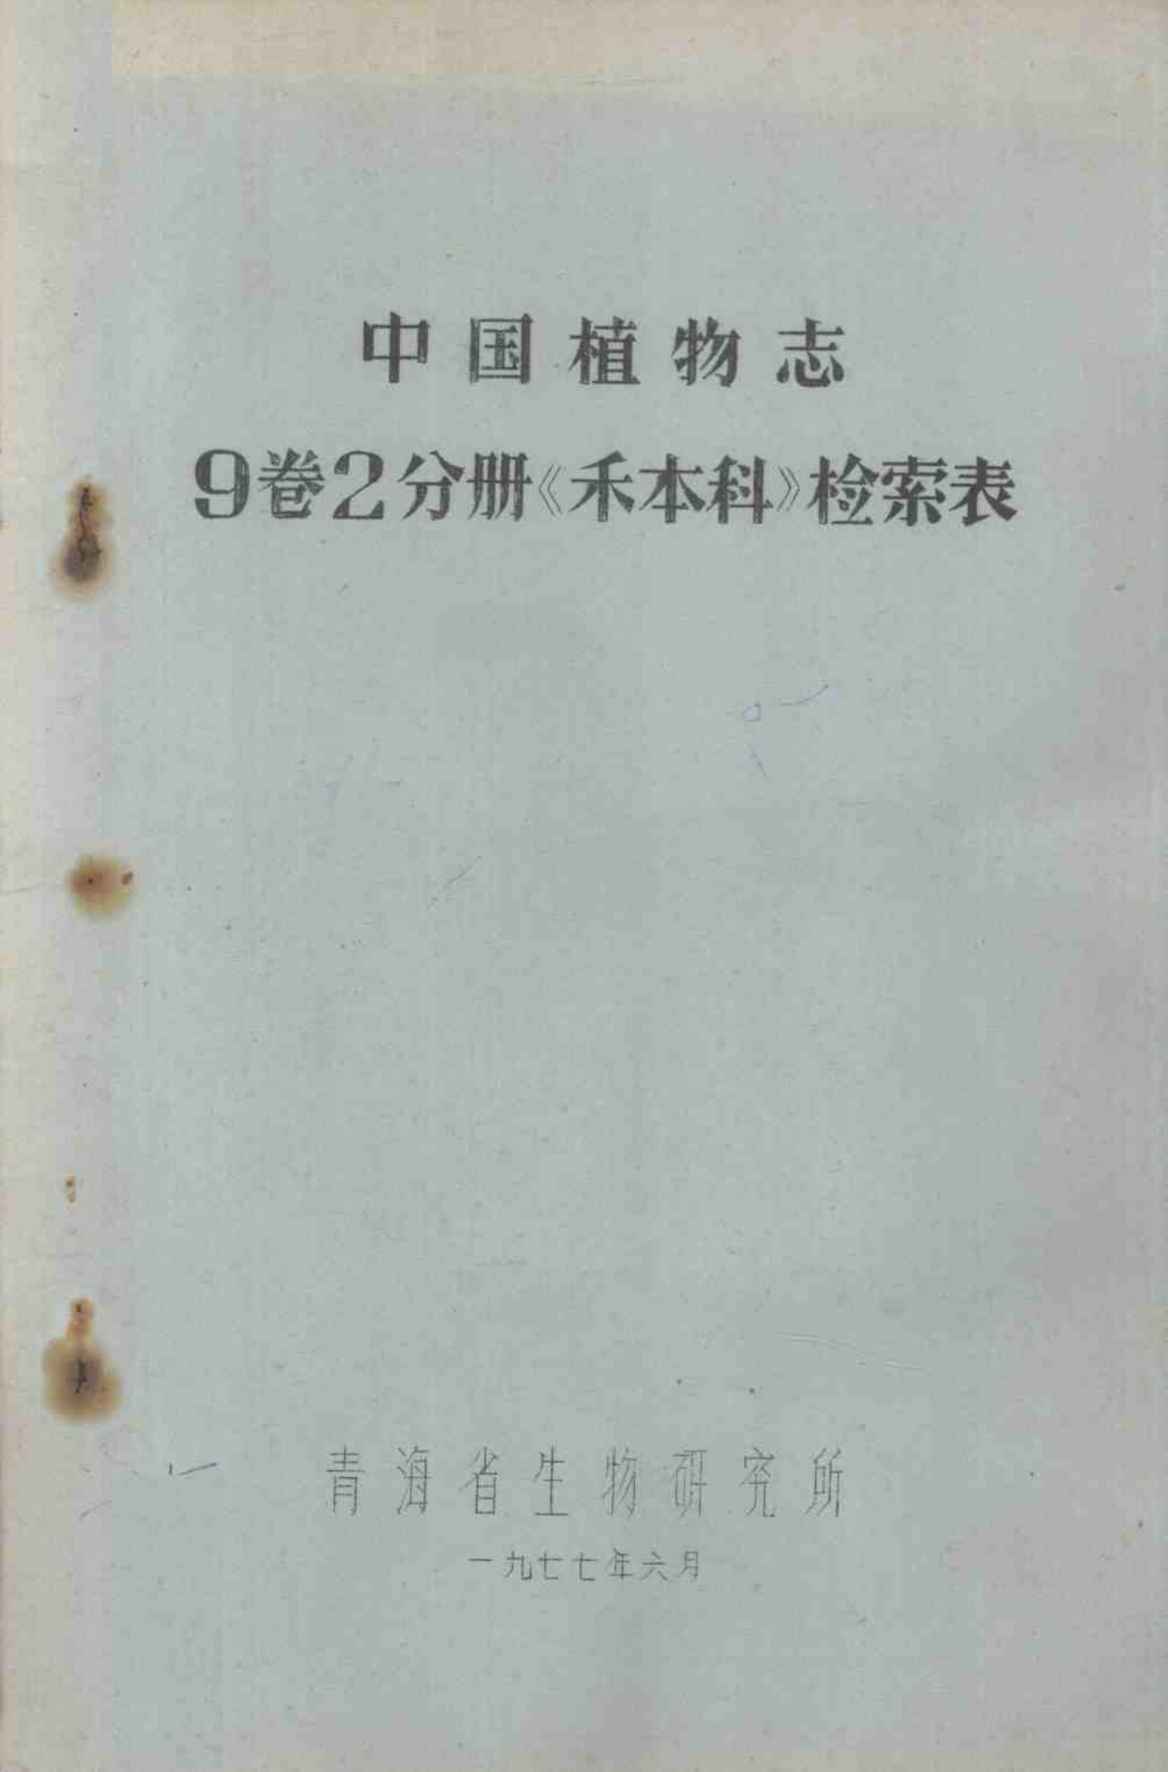 中国植物志
9卷2分册《禾本科》检索表
青海省生物研究所
一九七七年六月